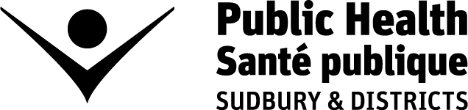 Public Health
Santé publique
SUDBURY & DISTRICTS